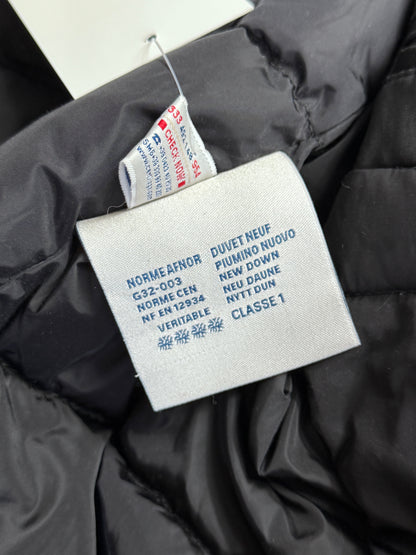 CHECK NOW
NORME AFNOR
G32-003
NORME CEN
NF EN 12934
VERITABLE
DUVET NEUF
PIUMINO NUOVO
NEW DOWN
NEU DAUNE
NYTT DUN
CLASSE 1